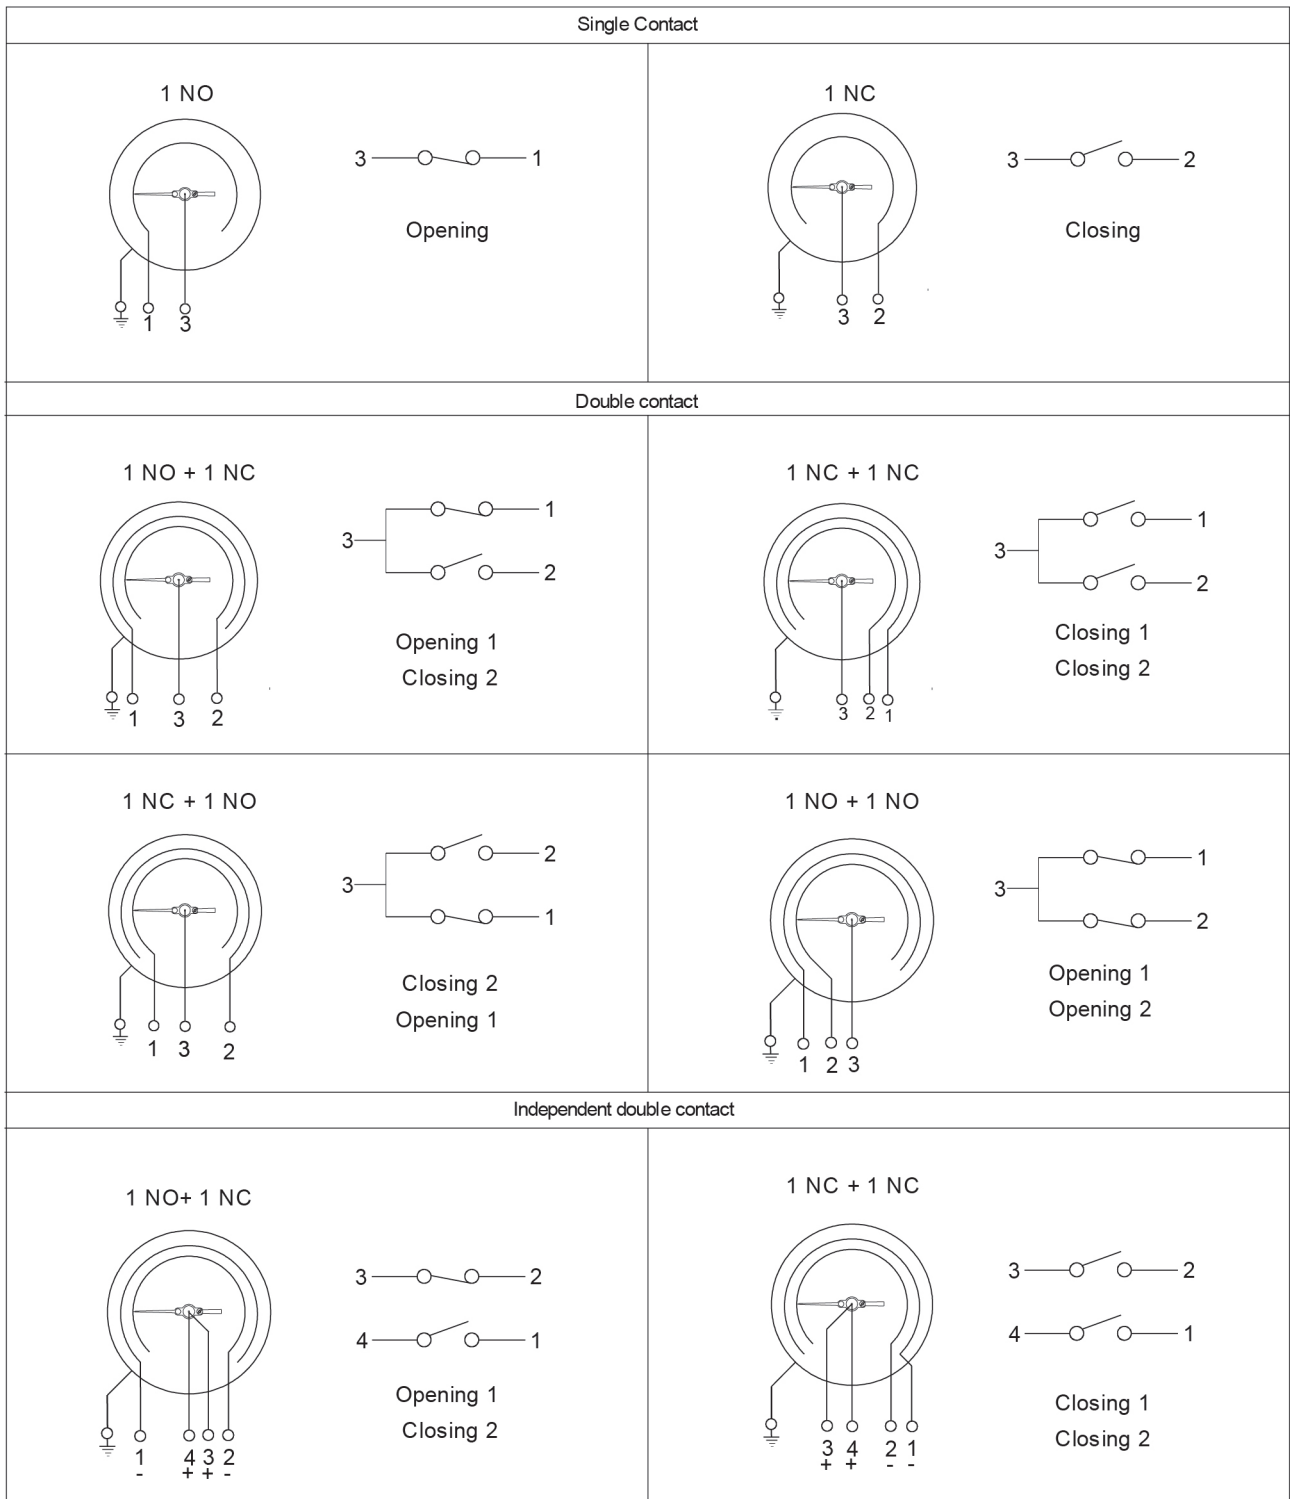 Single Contact
1 NO
3 1
Opening
1 3
1 NC
3 2
Closing
3 2
Double contact
1 NO + 1 NC
1
3
2
Opening 1
Closing 2
1 3 2
1 NC + 1 NC
1
3
2
Closing 1
Closing 2
3 2 1
1 NC + 1 NO
2
3
1
Closing 2
Opening 1
1 3 2
1 NO + 1 NO
1
3
2
Opening 1
Opening 2
1 2 3
Independent double contact
1 NO+ 1 NC
3 2
4 1
Opening 1
Closing 2
1 4 3 2
- + + -
1 NC + 1 NC
3 2
4 1
Closing 1
Closing 2
3 4 2 1
+ + - -